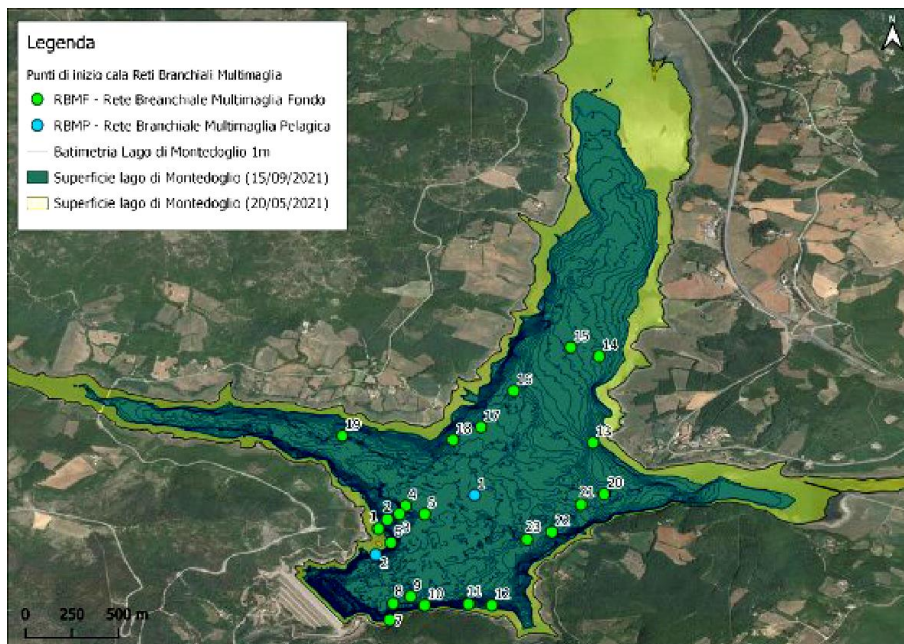 Legenda
N
Punti di inizio cala Reti Branchiali Multimaglia
RBMF - Rete Breanchiale Multimaglia Fondo
RBMP - Rete Branchiale Multimaglia Pelagica
Batimetria Lago di Montedoglio 1m
Superficie lago di Montedoglio (15/09/2021)
Superficie lago di Montedoglio (20/05/2021)
15
14
16
17
18
19
13
1
20
21
22
23
4
2
1
3
5
2
9
8
10
11
12
7
0 250 500 m